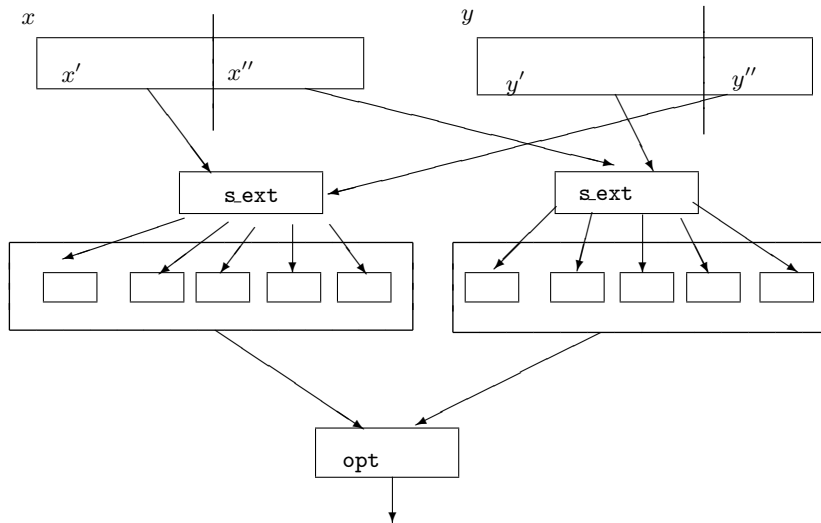 x y
x′ x′′ y′ y′′
s_ext s_ext
opt